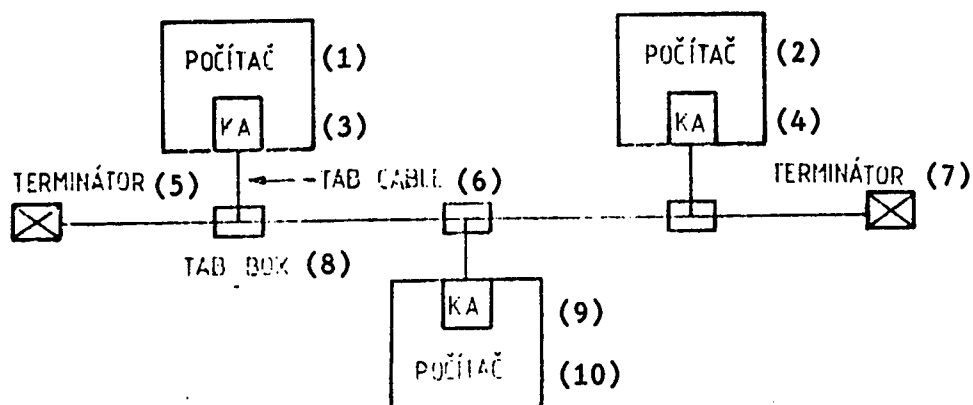 POČÍTAČ (1)
POČÍTAČ (2)
KA (3)
KA (4)
TERMINÁTOR (5)
TAB CABLE (6)
TERMINÁTOR (7)
TAB BOX (8)
KA (9)
POČÍTAČ (10)